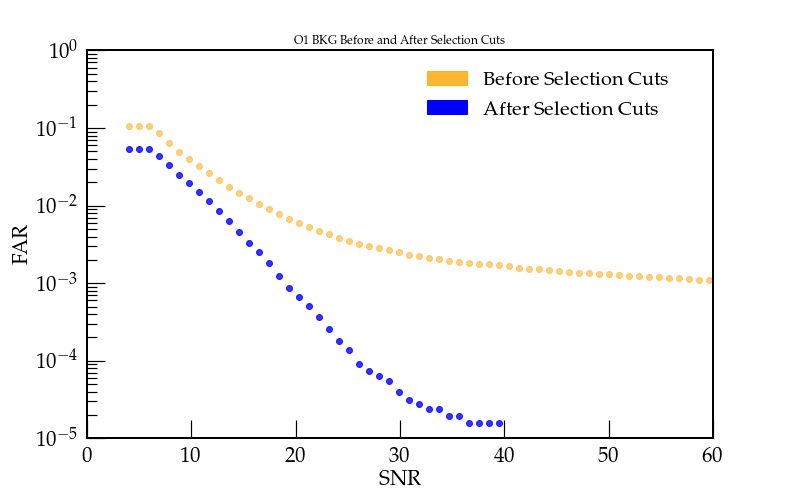 O1 BKG Before and After Selection Cuts
Before Selection Cuts
After Selection Cuts
10^0
10^−1
10^−2
10^−3
10^−4
10^−5
FAR
0 10 20 30 40 50 60
SNR